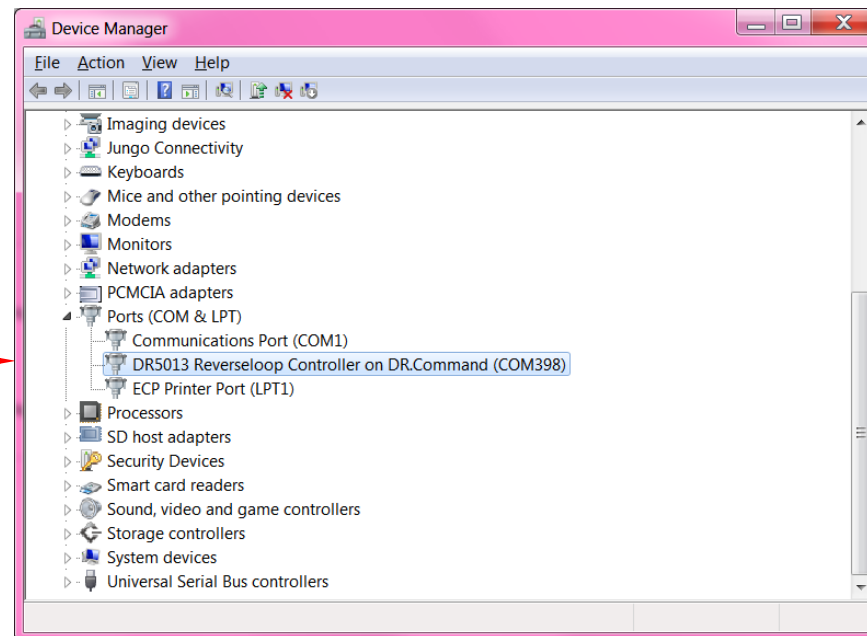 Device Manager
File Action View Help
Imaging devices
Jungo Connectivity
Keyboards
Mice and other pointing devices
Modems
Monitors
Network adapters
PCMCIA adapters
Ports (COM & LPT)
Communications Port (COM1)
DR5013 Reverseloop Controller on DR.Command (COM398)
ECP Printer Port (LPT1)
Processors
SD host adapters
Security Devices
Smart card readers
Sound, video and game controllers
Storage controllers
System devices
Universal Serial Bus controllers